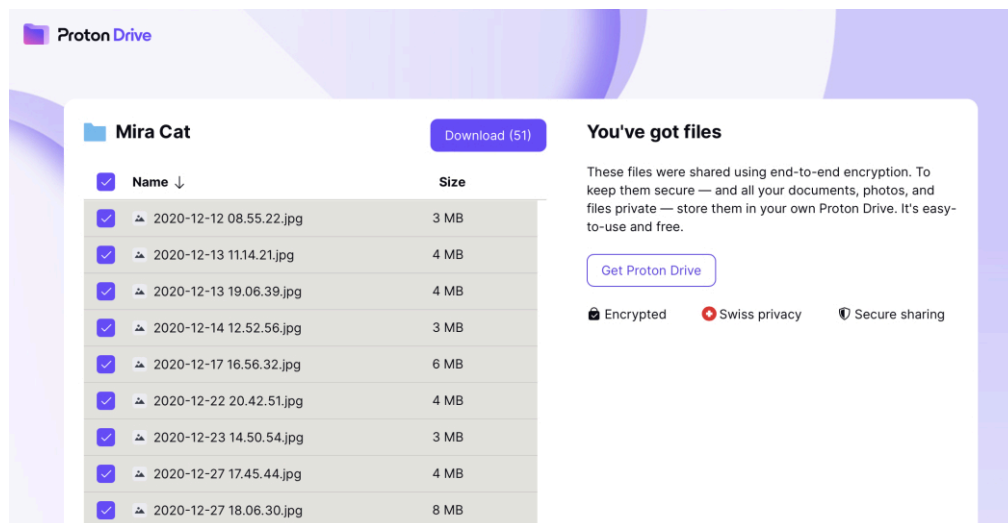 Proton Drive
Mira Cat
Download (51)
Name ↓
Size
2020-12-12 08.55.22.jpg
3 MB
2020-12-13 11.14.21.jpg
4 MB
2020-12-13 19.06.39.jpg
4 MB
2020-12-14 12.52.56.jpg
3 MB
2020-12-17 16.56.32.jpg
6 MB
2020-12-22 20.42.51.jpg
4 MB
2020-12-23 14.50.54.jpg
3 MB
2020-12-27 17.45.44.jpg
4 MB
2020-12-27 18.06.30.jpg
8 MB
You've got files
These files were shared using end-to-end encryption. To
keep them secure — and all your documents, photos, and
files private — store them in your own Proton Drive. It's easy-
to-use and free.
Get Proton Drive
Encrypted
Swiss privacy
Secure sharing